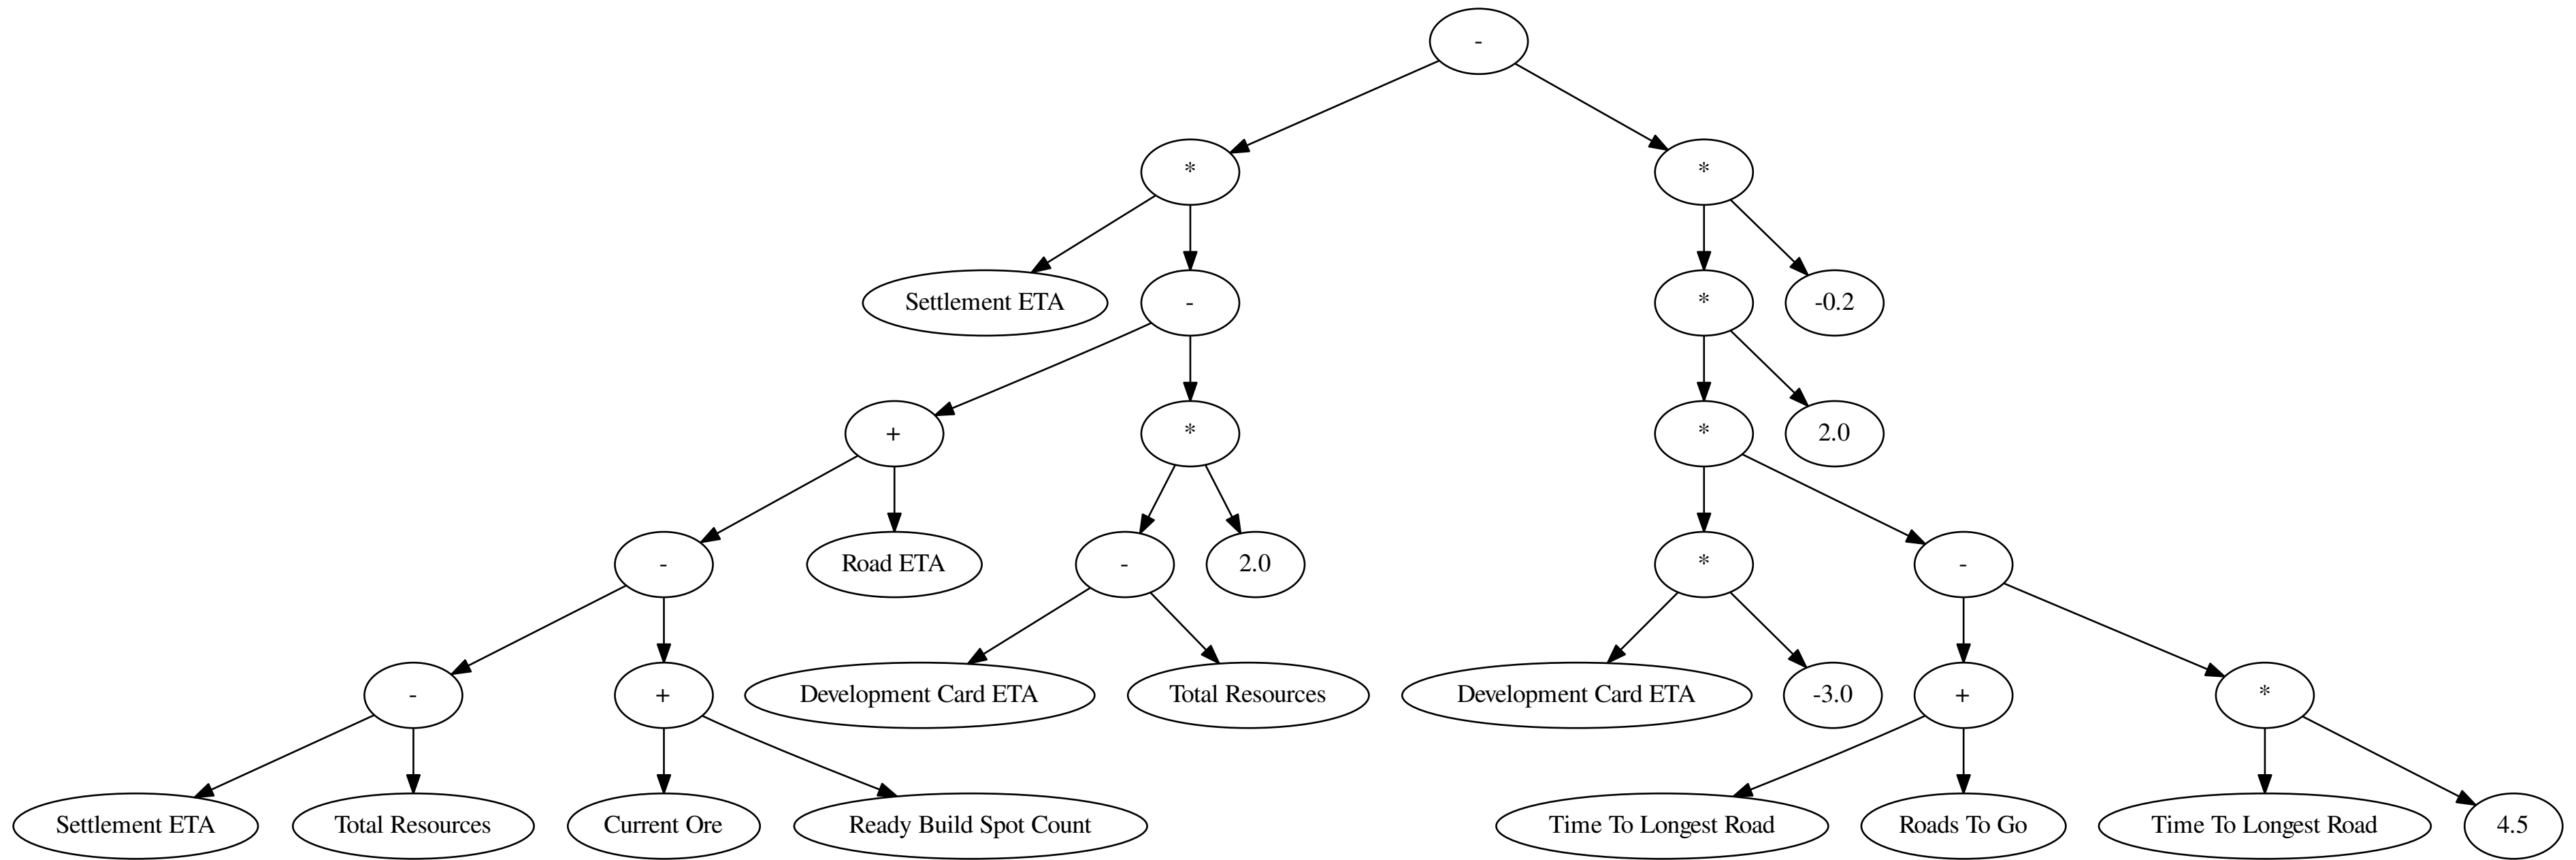 -
*
*
Settlement ETA
-
*
-0.2
+
*
*
2.0
-
Road ETA
-
2.0
*
-
-
+
Development Card ETA
Total Resources
Development Card ETA
-3.0
+
*
Settlement ETA
Total Resources
Current Ore
Ready Build Spot Count
Time To Longest Road
Roads To Go
Time To Longest Road
4.5